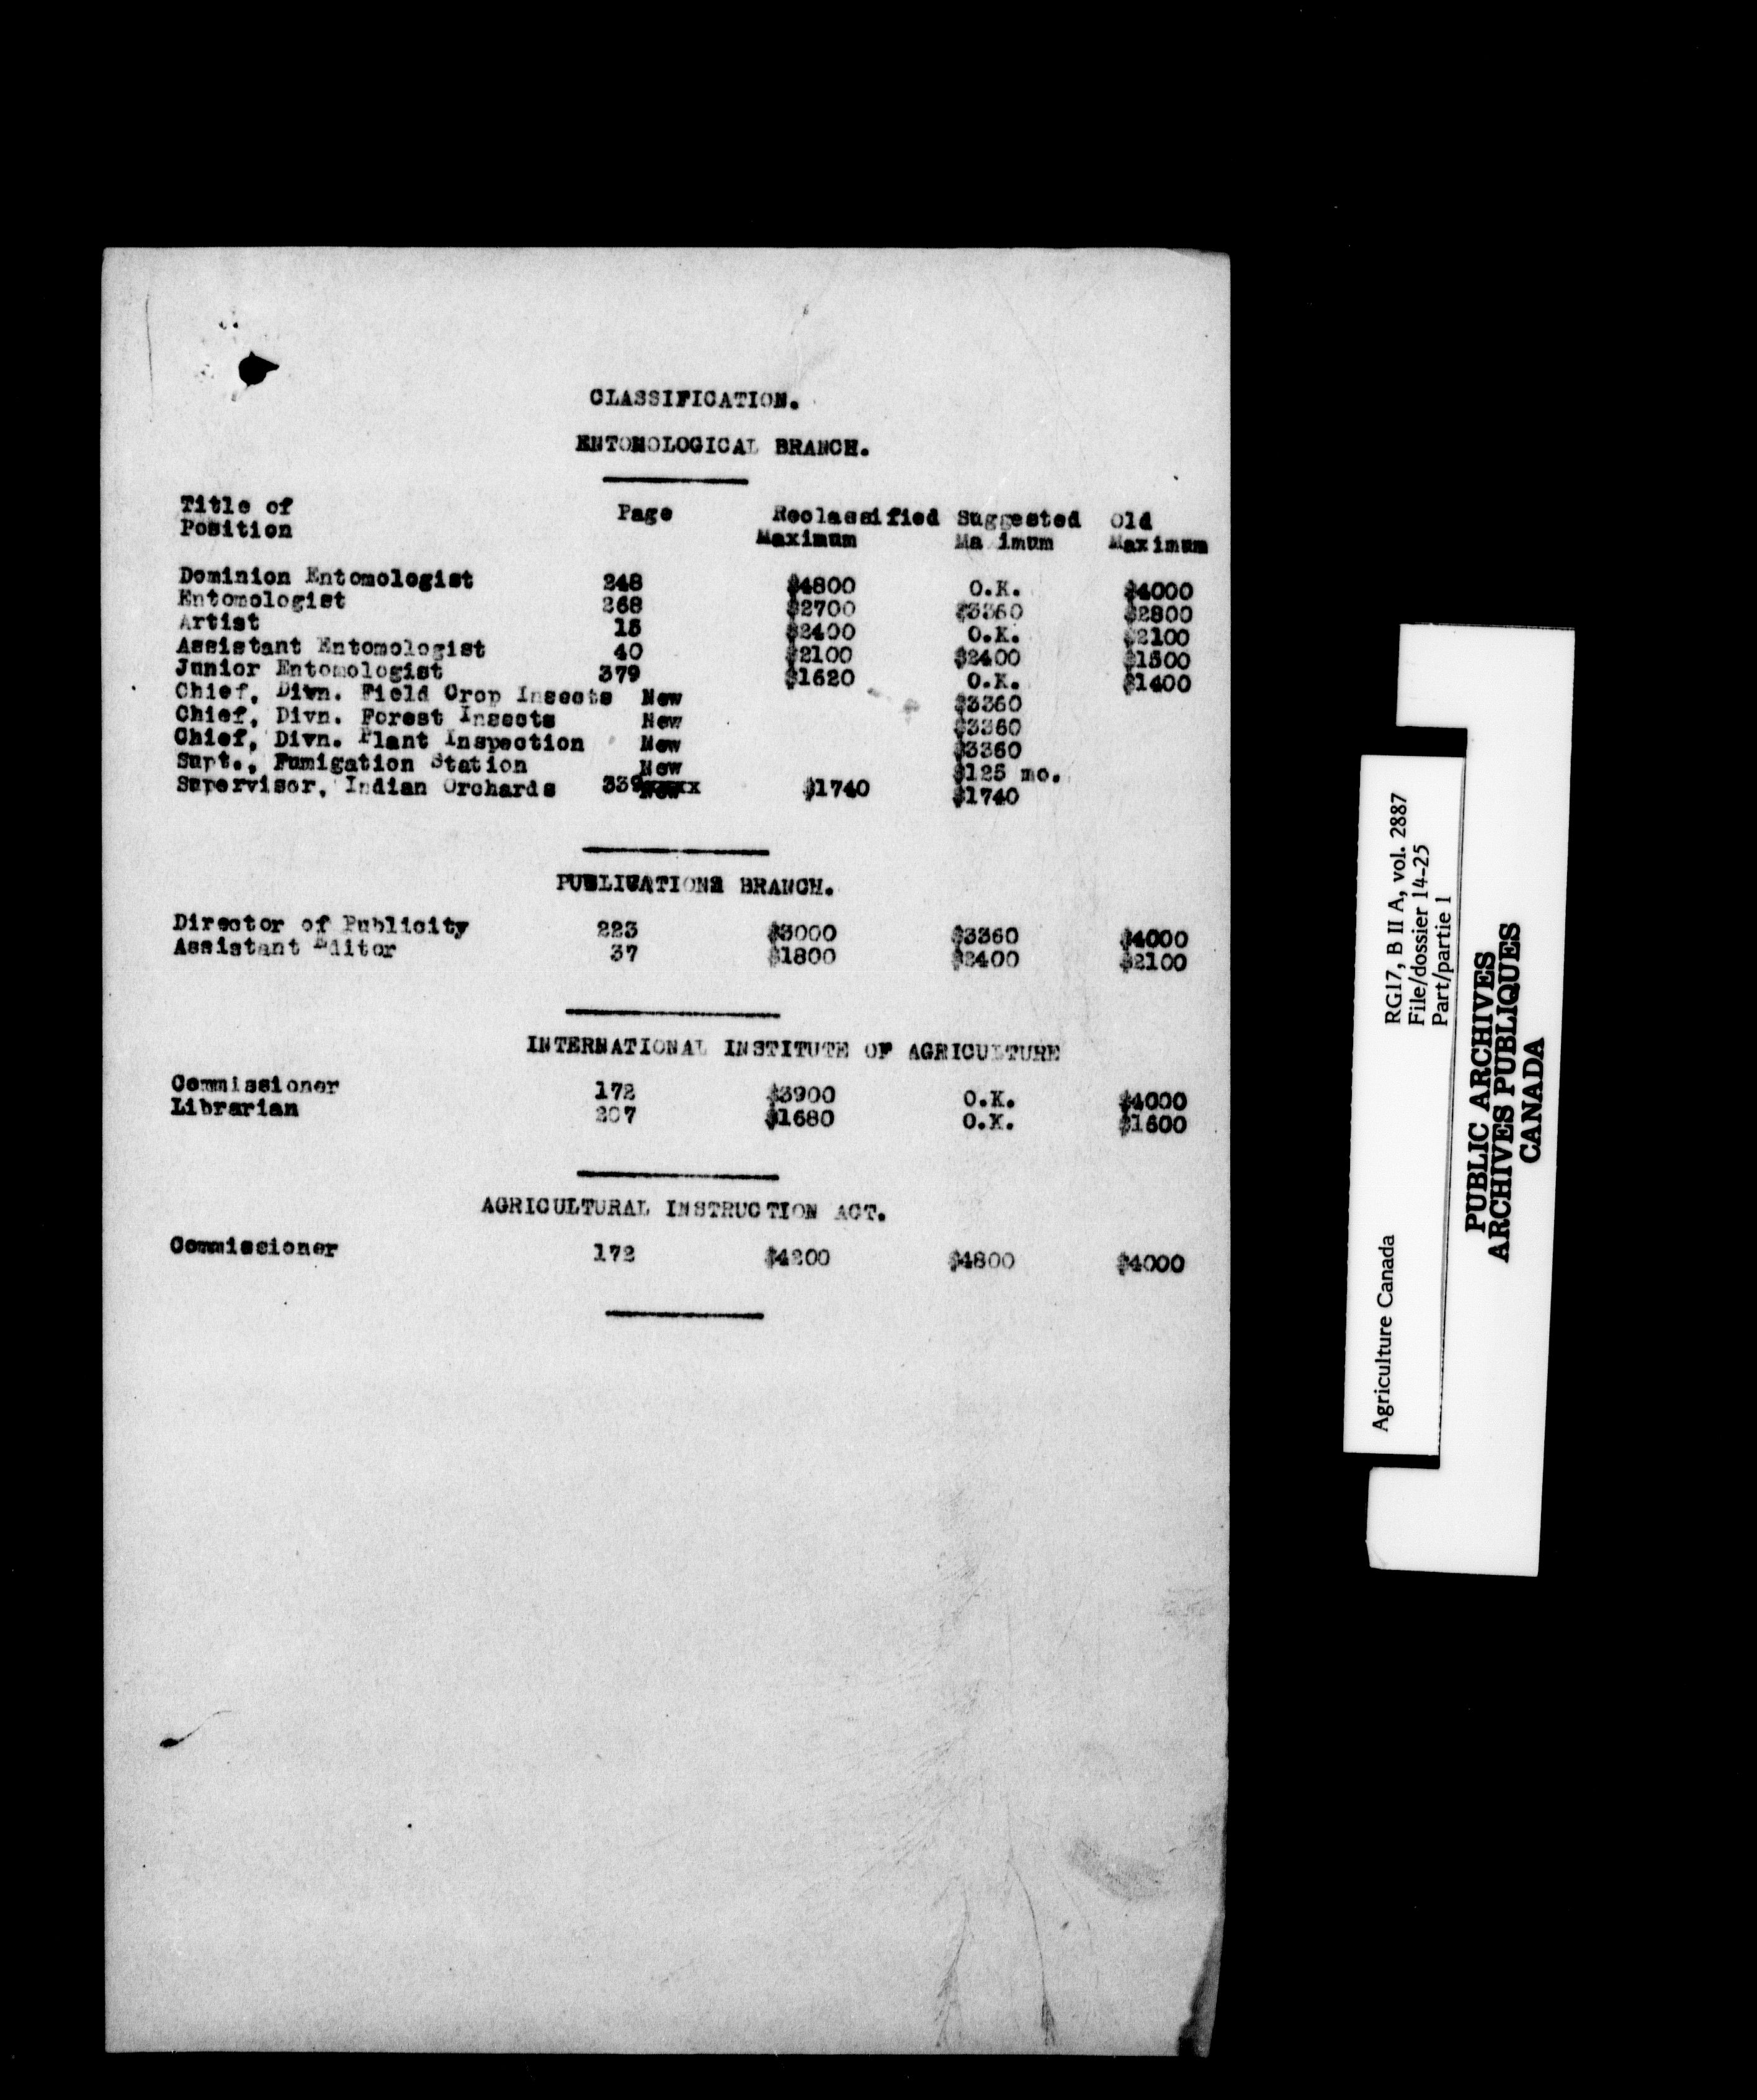 CLASSIFICATION.
ENTOMOLOGICAL BRANCH.
Title of Position Page Reclassified Maximum Suggested Ma imum Old Maximum
Dominion Entomologist 248 $4800 O.K. $4000
Entomologist 268 $2700 $3360 $2800
Artist 15 $2400 O.K. $2100
Assistant Entomologist 40 $2100 $2400 $1500
Junior Entomologist 379 $1620 O.K. $1400
Chief, Divn. Field Crop Insects New $3360
Chief, Divn. Forest Insects New $3360
Chief, Divn. Plant Inspection New $3360
Supt., Fumigation Station New $125 mo.
Supervisor, Indian Orchards 339 $1740 $1740
PUBLICATIONS BRANCH.
Director of Publicity 223 $3000 $3360 $4000
Assistant Editor 37 $1800 $2400 $2100
INTERNATIONAL INSTITUTE OF AGRICULTURE
Commissioner 172 $3900 O.K. $4000
Librarian 207 $1680 O.K. $1600
AGRICULTURAL INSTRUCTION ACT.
Commissioner 172 $4200 $4800 $4000
Agriculture Canada
RG17, B II A, vol. 2887
File/dossier 14-25
Part/partie 1
PUBLIC ARCHIVES
ARCHIVES PUBLIQUES
CANADA